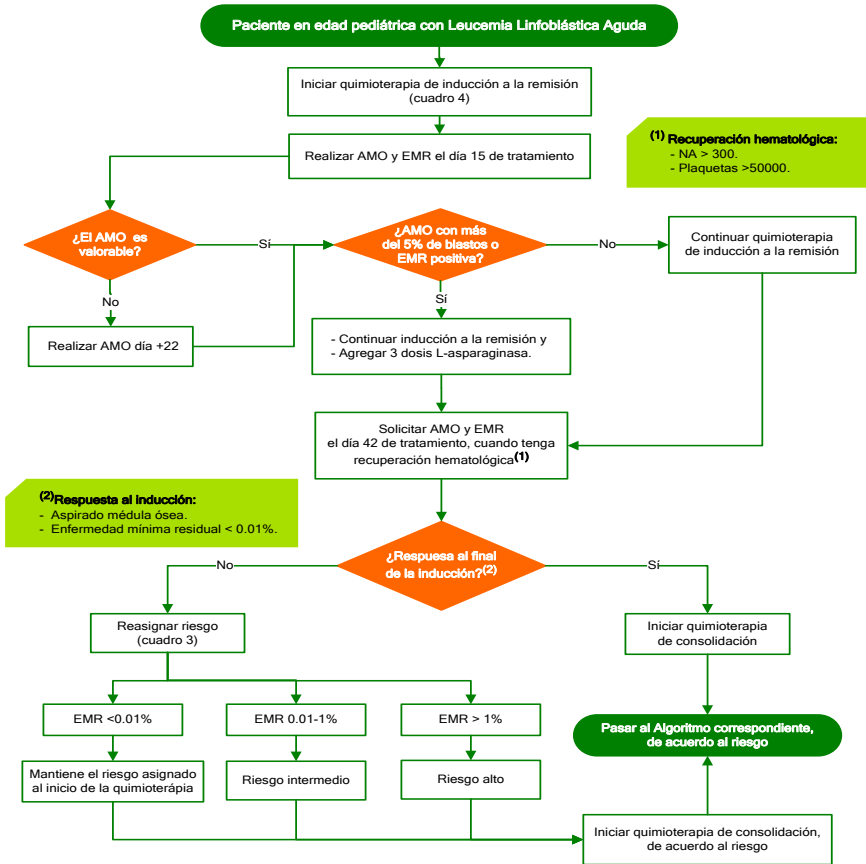 Paciente en edad pediátrica con Leucemia Linfoblástica Aguda
Iniciar quimioterapia de inducción a la remisión
(cuadro 4)
Realizar AMO y EMR el día 15 de tratamiento
(1) Recuperación hematológica:
- NA > 300.
- Plaquetas >50000.
¿El AMO es
valorable?
Sí
¿AMO con más
del 5% de blastos o
EMR positiva?
No
Continuar quimioterapia
de inducción a la remisión
No
Sí
Realizar AMO día +22
- Continuar inducción a la remisión y
- Agregar 3 dosis L-asparaginasa.
Solicitar AMO y EMR
el día 42 de tratamiento, cuando tenga
recuperación hematológica(1)
(2)Respuesta al inducción:
- Aspirado médula ósea.
- Enfermedad mínima residual < 0.01%.
¿Respuesa al final
de la inducción?(2)
No
Sí
Reasignar riesgo
(cuadro 3)
Iniciar quimioterapia
de consolidación
EMR <0.01%
EMR 0.01-1%
EMR > 1%
Pasar al Algoritmo correspondiente,
de acuerdo al riesgo
Mantiene el riesgo asignado
al inicio de la quimioterápia
Riesgo intermedio
Riesgo alto
Iniciar quimioterapia de consolidación,
de acuerdo al riesgo